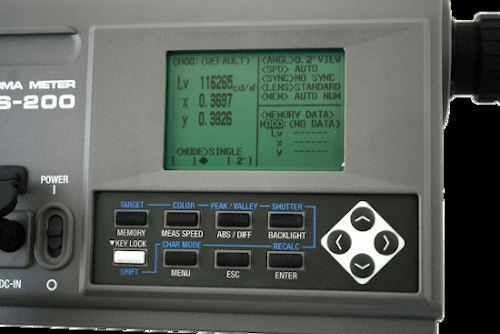 CH00:(DEFAULT)
Lv 116265cd/㎡
x 0.3697
y 0.3826
<MODE>SINGLE
[ ]● [ 2']
<ANGL>0.2°VIEW
<SPD> AUTO
<SYNC>NO SYNC
<LENS>STANDARD
<MEM> AUTO NUM
<MEMORY DATA>
M000:(NO DATA)
Lv -----
x -----
y -----
OMA METER
S-200
POWER
I
O
DC-IN
TARGET
COLOR
PEAK / VALLEY
SHUTTER
MEMORY
MEAS SPEED
ABS / DIFF
BACKLIGHT
▼KEY LOCK
CHAR MODE
RECALC
SHIFT
MENU
ESC
ENTER